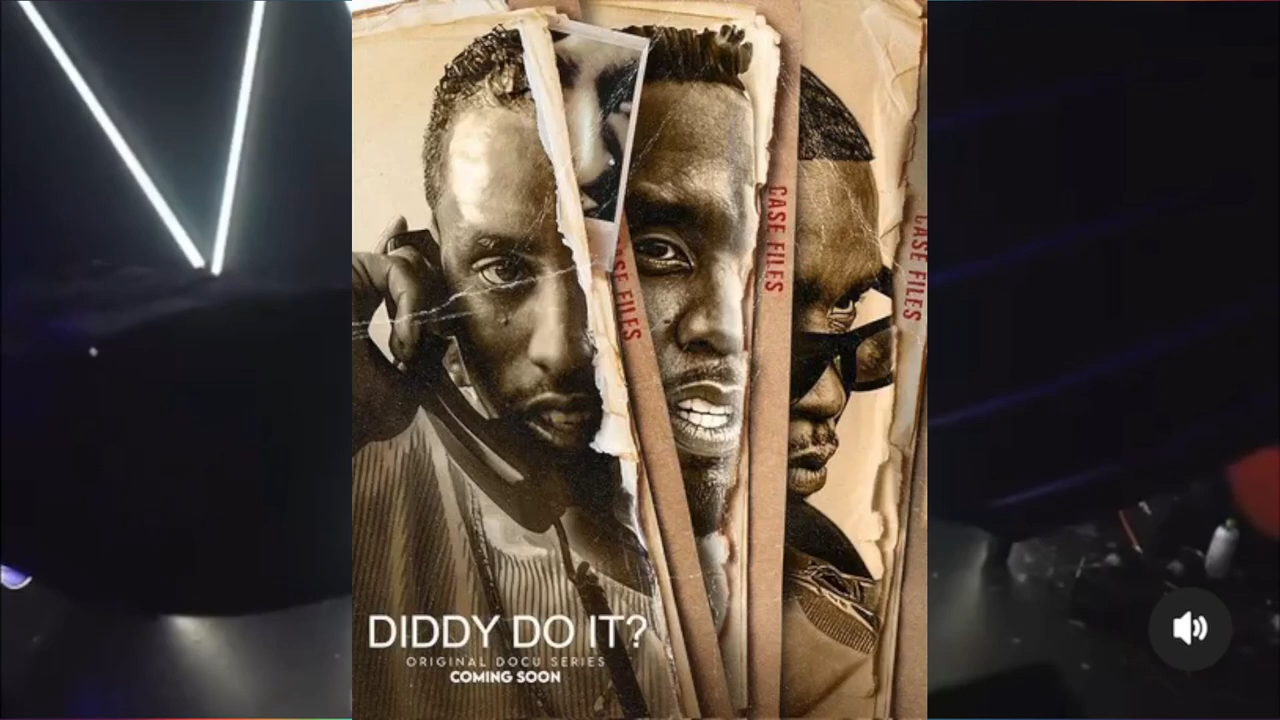 CASE FILES
CASE FILES
CASE FILES
DIDDY DO IT?
ORIGINAL DOCU SERIES
COMING SOON